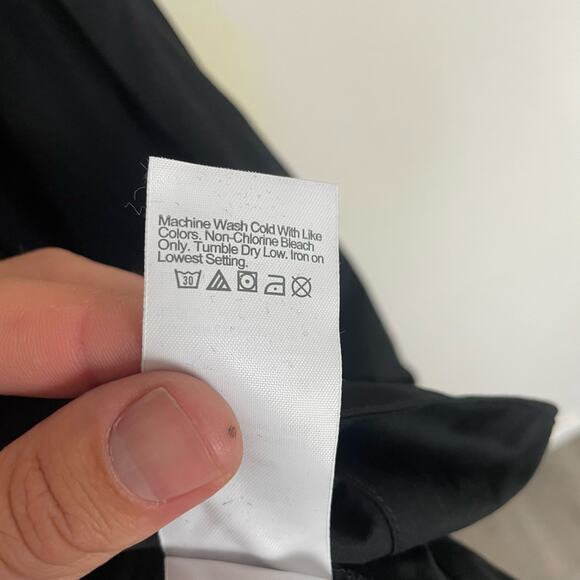 Machine Wash Cold With Like
Colors. Non-Chlorine Bleach
Only. Tumble Dry Low. Iron on
Lowest Setting.
30